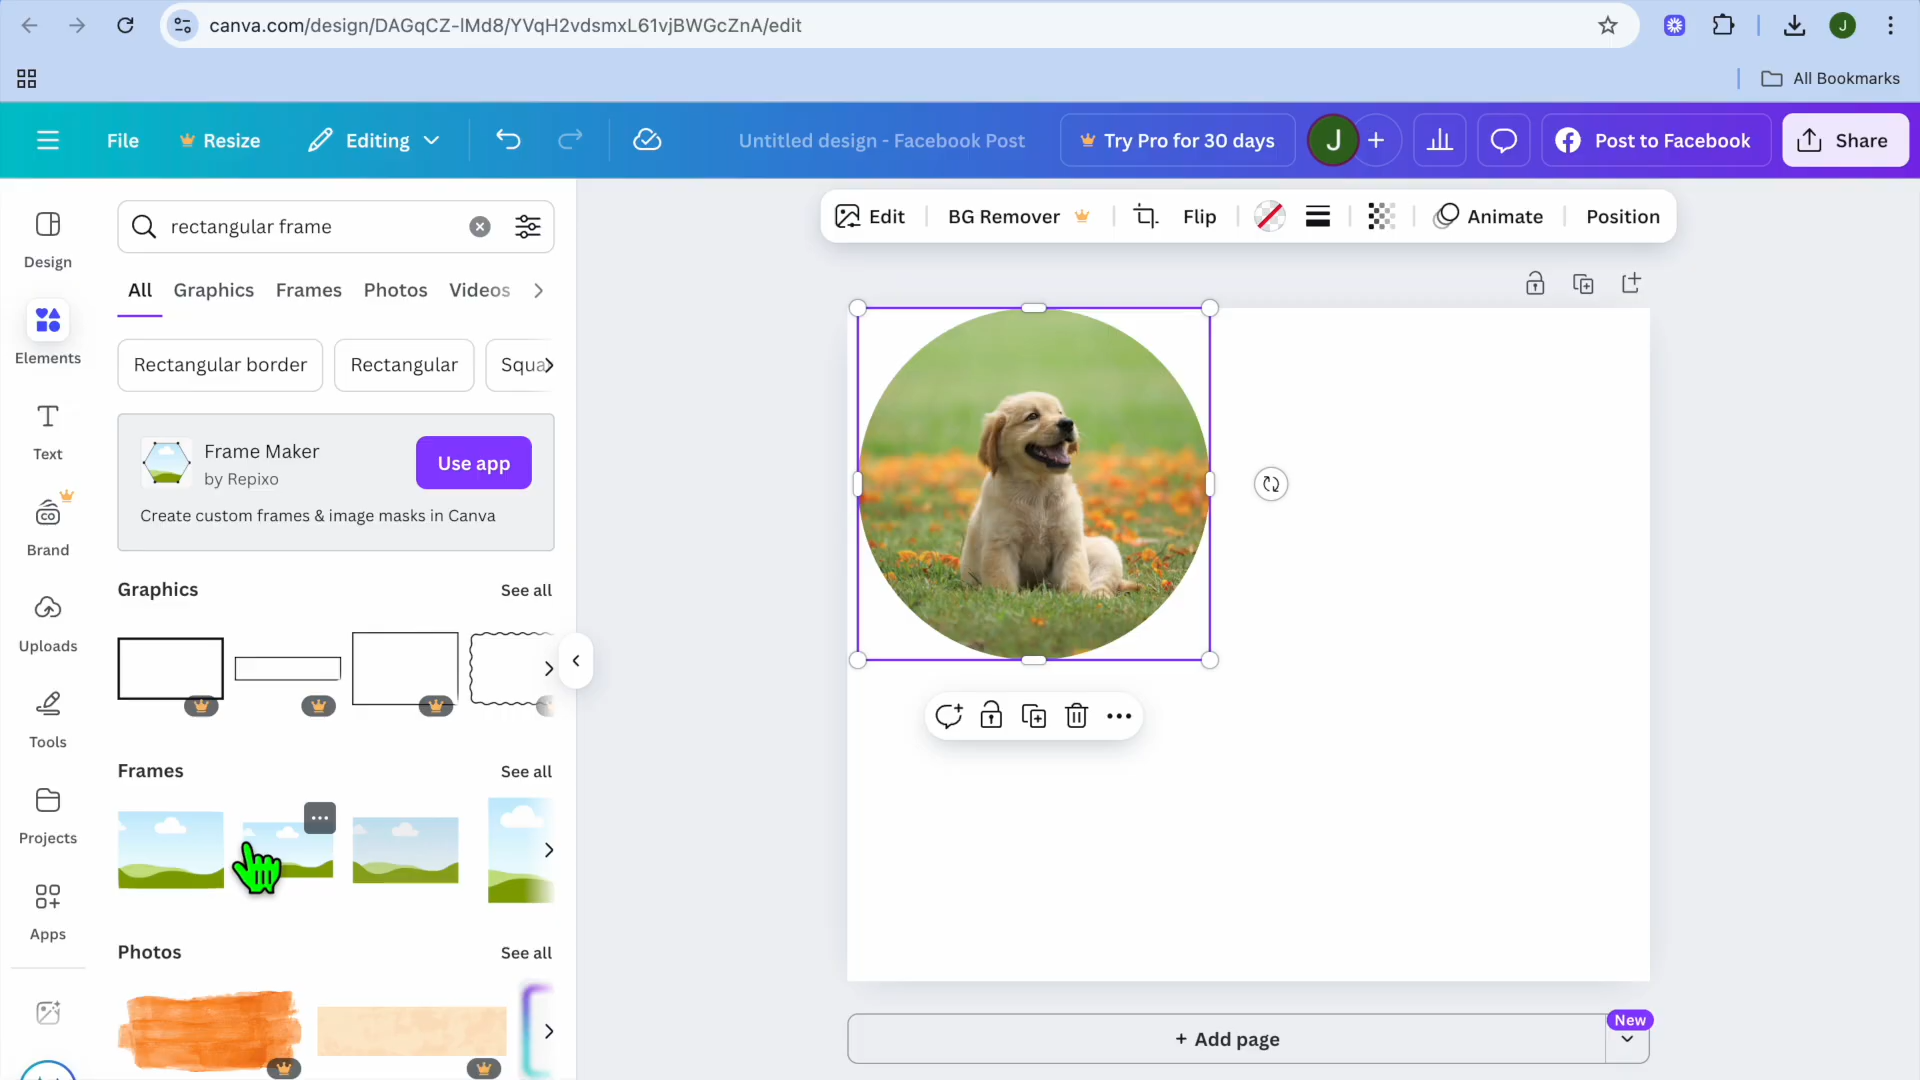 canva.com/design/DAGqCZ-lMd8/YVqH2vdsmxL61vjBWGcZnA/edit
J
All Bookmarks
File
Resize
Editing
Untitled design - Facebook Post
Try Pro for 30 days
J
Post to Facebook
Share
rectangular frame
Edit
BG Remover
Flip
Animate
Position
Design
Elements
Text
Brand
Uploads
Tools
Projects
Apps
All
Graphics
Frames
Photos
Videos
Rectangular border
Rectangular
Squa
Frame Maker
by Repixo
Use app
Create custom frames & image masks in Canva
Graphics
See all
Frames
See all
Photos
See all
+ Add page
New